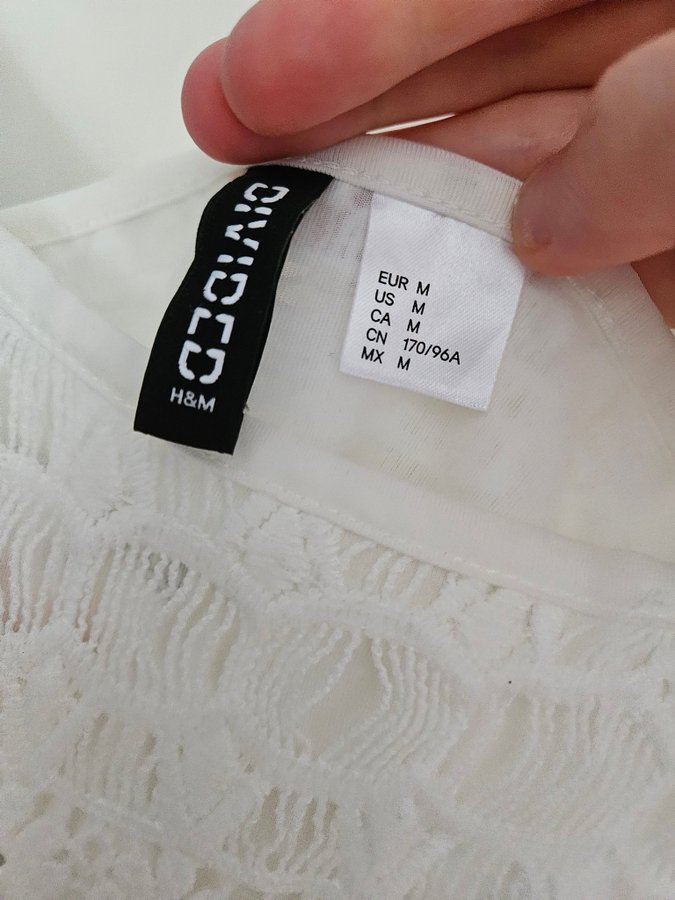 DIVIDED
H&M
EUR M
US M
CA M
CN 170/96A
MX M